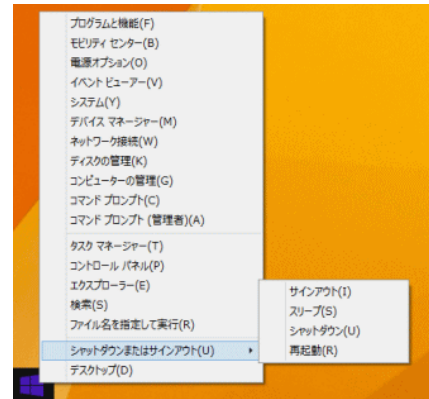 プログラムと機能(F)
モビリティ センター(B)
電源オプション(O)
イベント ビューアー(V)
システム(Y)
デバイス マネージャー(M)
ネットワーク接続(W)
ディスクの管理(K)
コンピューターの管理(G)
コマンド プロンプト(C)
コマンド プロンプト (管理者)(A)
タスク マネージャー(T)
コントロール パネル(P)
エクスプローラー(E)
検索(S)
ファイル名を指定して実行(R)
シャットダウンまたはサインアウト(U)
デスクトップ(D)
サインアウト(I)
スリープ(S)
シャットダウン(U)
再起動(R)